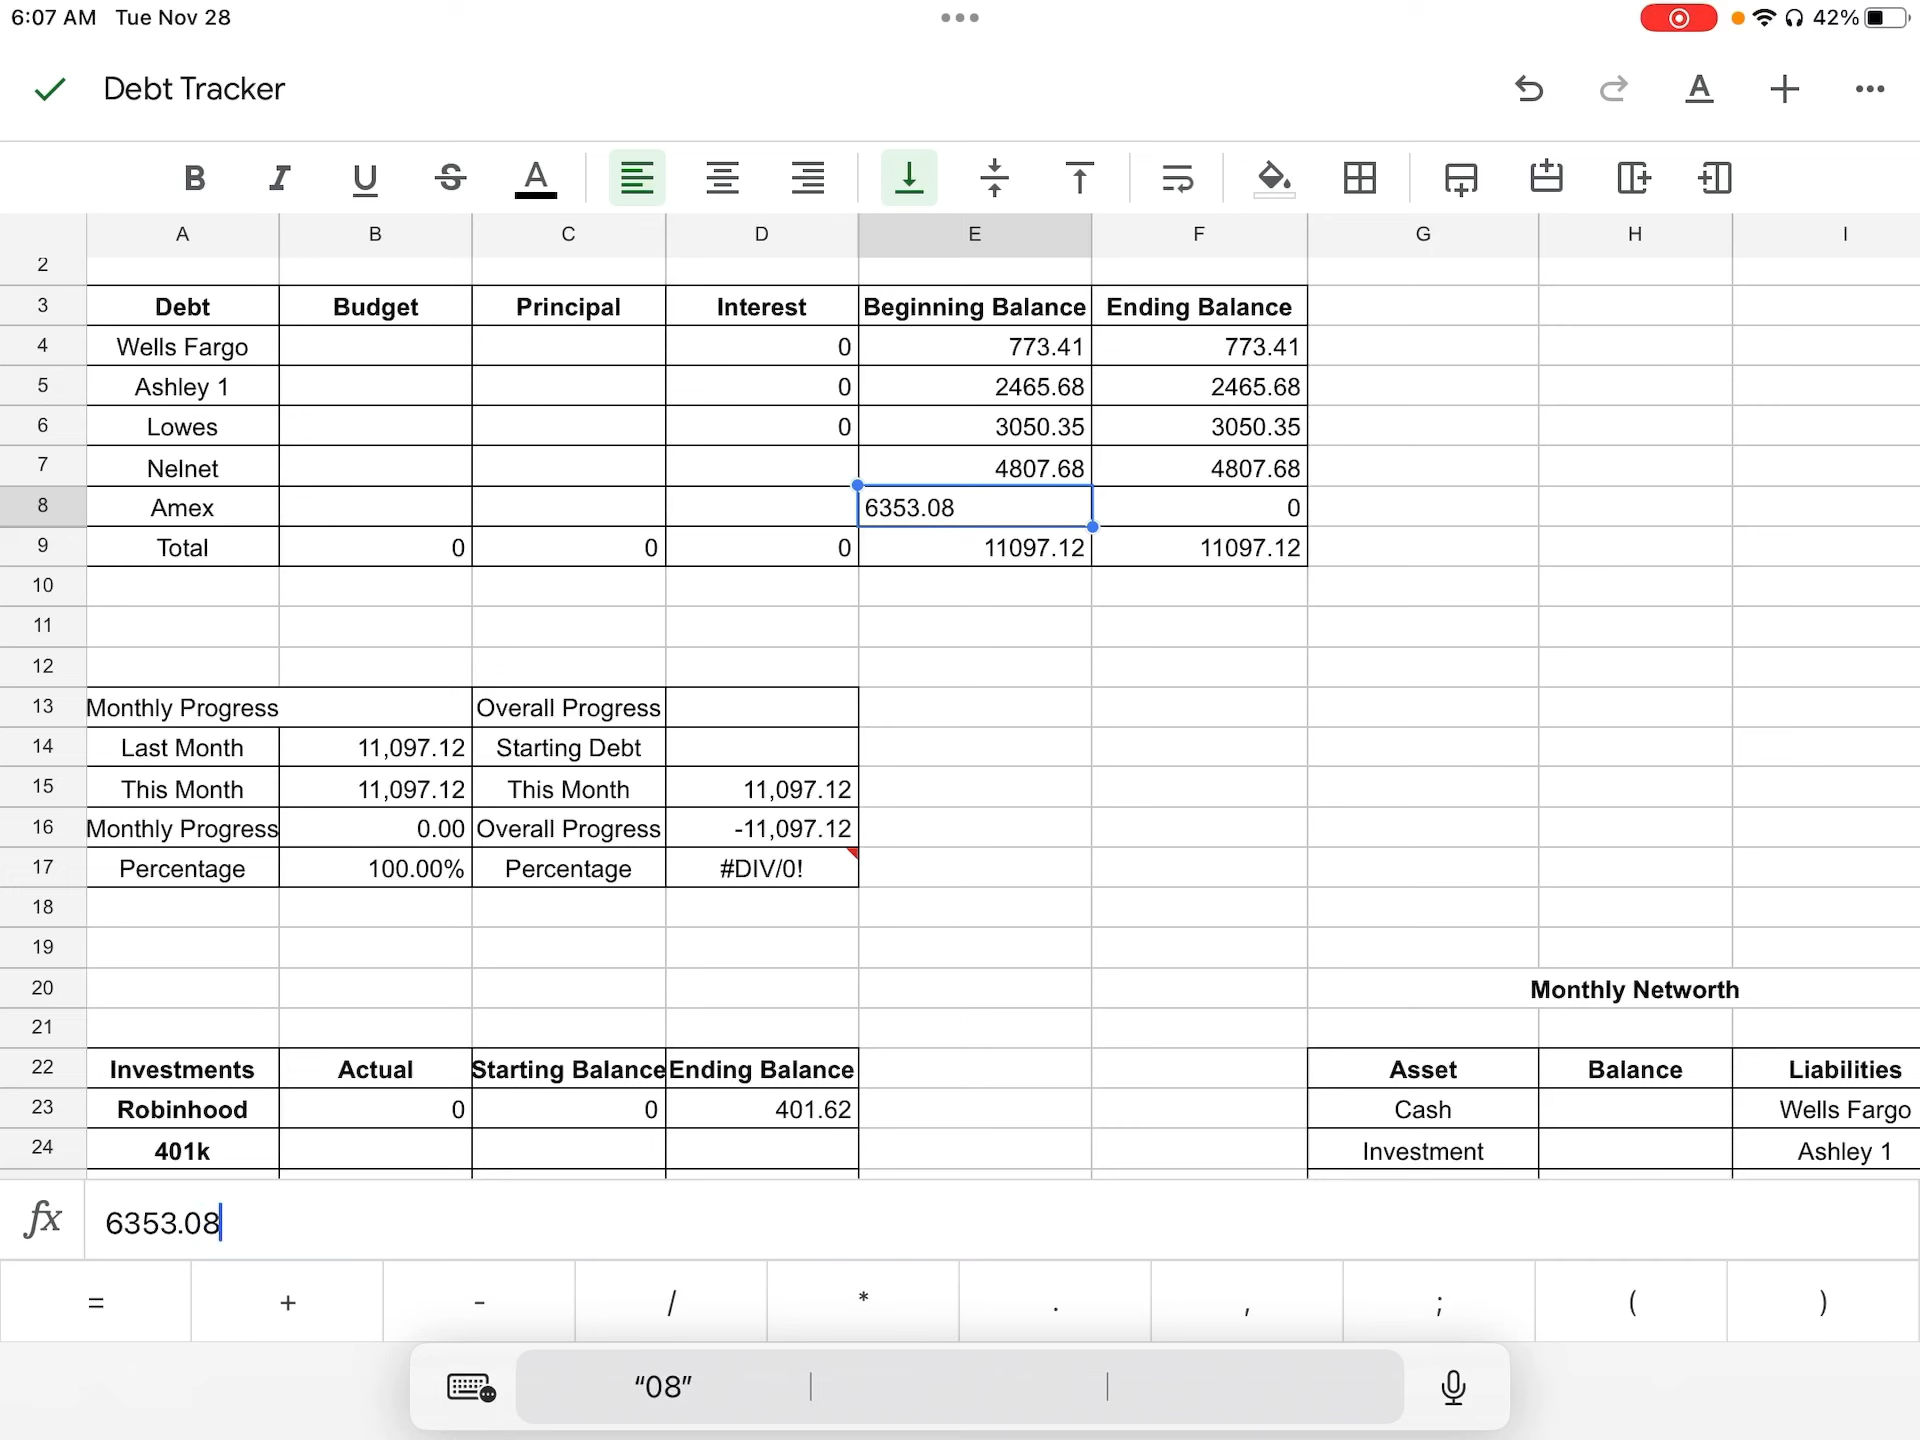 6:07 AM Tue Nov 28
42%
Debt Tracker
B I U S A
A B C D E F G H I
2
3 Debt Budget Principal Interest Beginning Balance Ending Balance
4 Wells Fargo 0 773.41 773.41
5 Ashley 1 0 2465.68 2465.68
6 Lowes 0 3050.35 3050.35
7 Nelnet 4807.68 4807.68
8 Amex 6353.08 0
9 Total 0 0 0 11097.12 11097.12
10
11
12
13 Monthly Progress Overall Progress
14 Last Month 11,097.12 Starting Debt
15 This Month 11,097.12 This Month 11,097.12
16 Monthly Progress 0.00 Overall Progress -11,097.12
17 Percentage 100.00% Percentage #DIV/0!
18
19
20 Monthly Networth
21
22 Investments Actual Starting Balance Ending Balance Asset Balance Liabilities
23 Robinhood 0 0 401.62 Cash Wells Fargo
24 401k Investment Ashley 1
fx 6353.08
= + - / * . , ; ( )
“08”